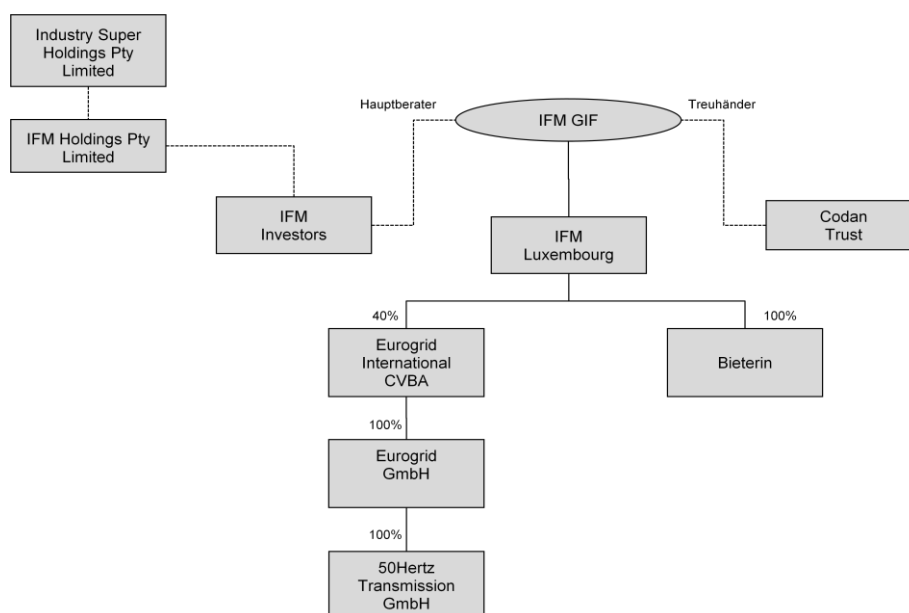 Industry Super
Holdings Pty
Limited
Hauptberater
IFM GIF
Treuhänder
IFM Holdings Pty
Limited
IFM
Investors
IFM
Luxembourg
Codan
Trust
40%
100%
Eurogrid
International
CVBA
Bieterin
100%
Eurogrid
GmbH
100%
50Hertz
Transmission
GmbH